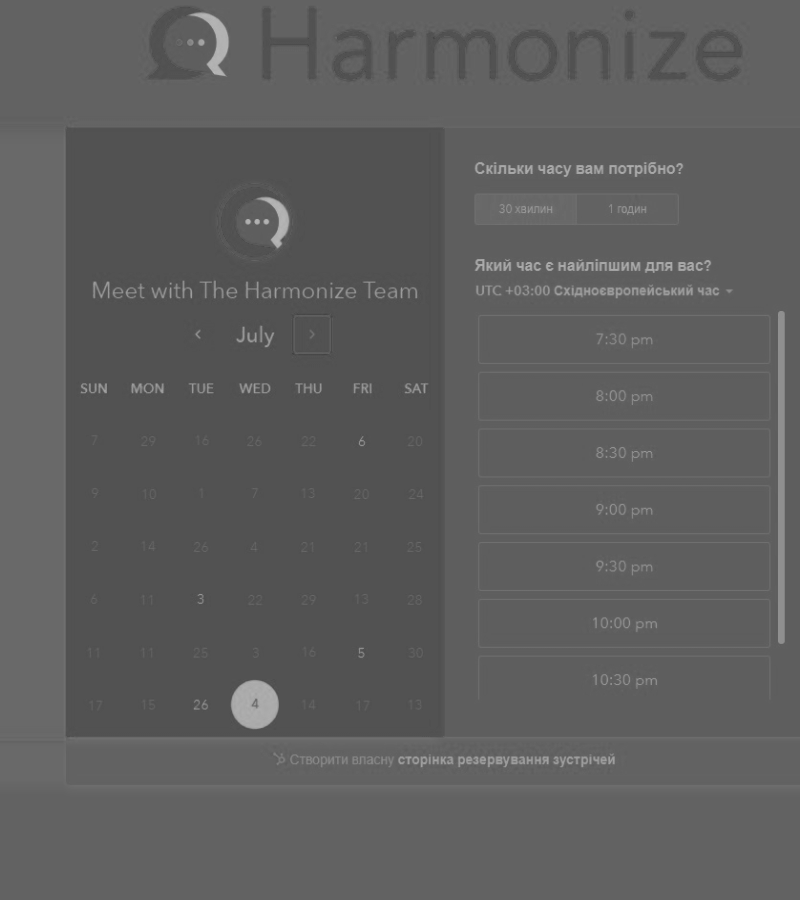 Harmonize
Meet with The Harmonize Team
July
SUN MON TUE WED THU FRI SAT
7 29 16 26 22 6 20
9 10 1 7 13 20 24
2 14 26 4 21 21 25
6 11 3 22 29 13 28
11 11 25 3 16 5 30
17 15 26 4 14 17 13
Скільки часу вам потрібно?
30 хвилин 1 годин
Який час є найліпшим для вас?
UTC +03:00 Східноєвропейський час
7:30 pm
8:00 pm
8:30 pm
9:00 pm
9:30 pm
10:00 pm
10:30 pm
Створити власну сторінка резервування зустрічей